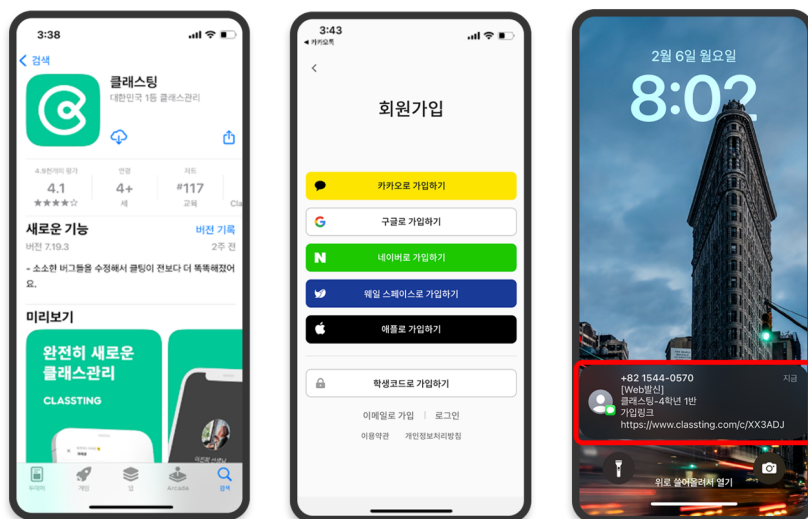 3:38
검색
클래스팅
대한민국 1등 클래스관리
4.8천개의 평가
연령
차트
4.1
4+
#117
★★★★☆
세
교육
Cla
새로운 기능
버전 기록
버전 7.19.3
2주 전
- 소소한 버그들을 수정해서 클팅이 전보다 더 똑똑해졌어
요.
미리보기
완전히 새로운
클래스관리
CLASSTING
투데이
게임
앱
Arcade
검색
3:43
카카오톡
회원가입
카카오로 가입하기
구글로 가입하기
네이버로 가입하기
웨일 스페이스로 가입하기
애플로 가입하기
학생코드로 가입하기
이메일로 가입
로그인
이용약관
개인정보처리방침
2월 6일 월요일
8:02
+82 1544-0570
지금
[Web발신]
클래스팅-4학년 1반
가입링크
https://www.classting.com/c/XX3ADJ
위로 쓸어올려서 열기